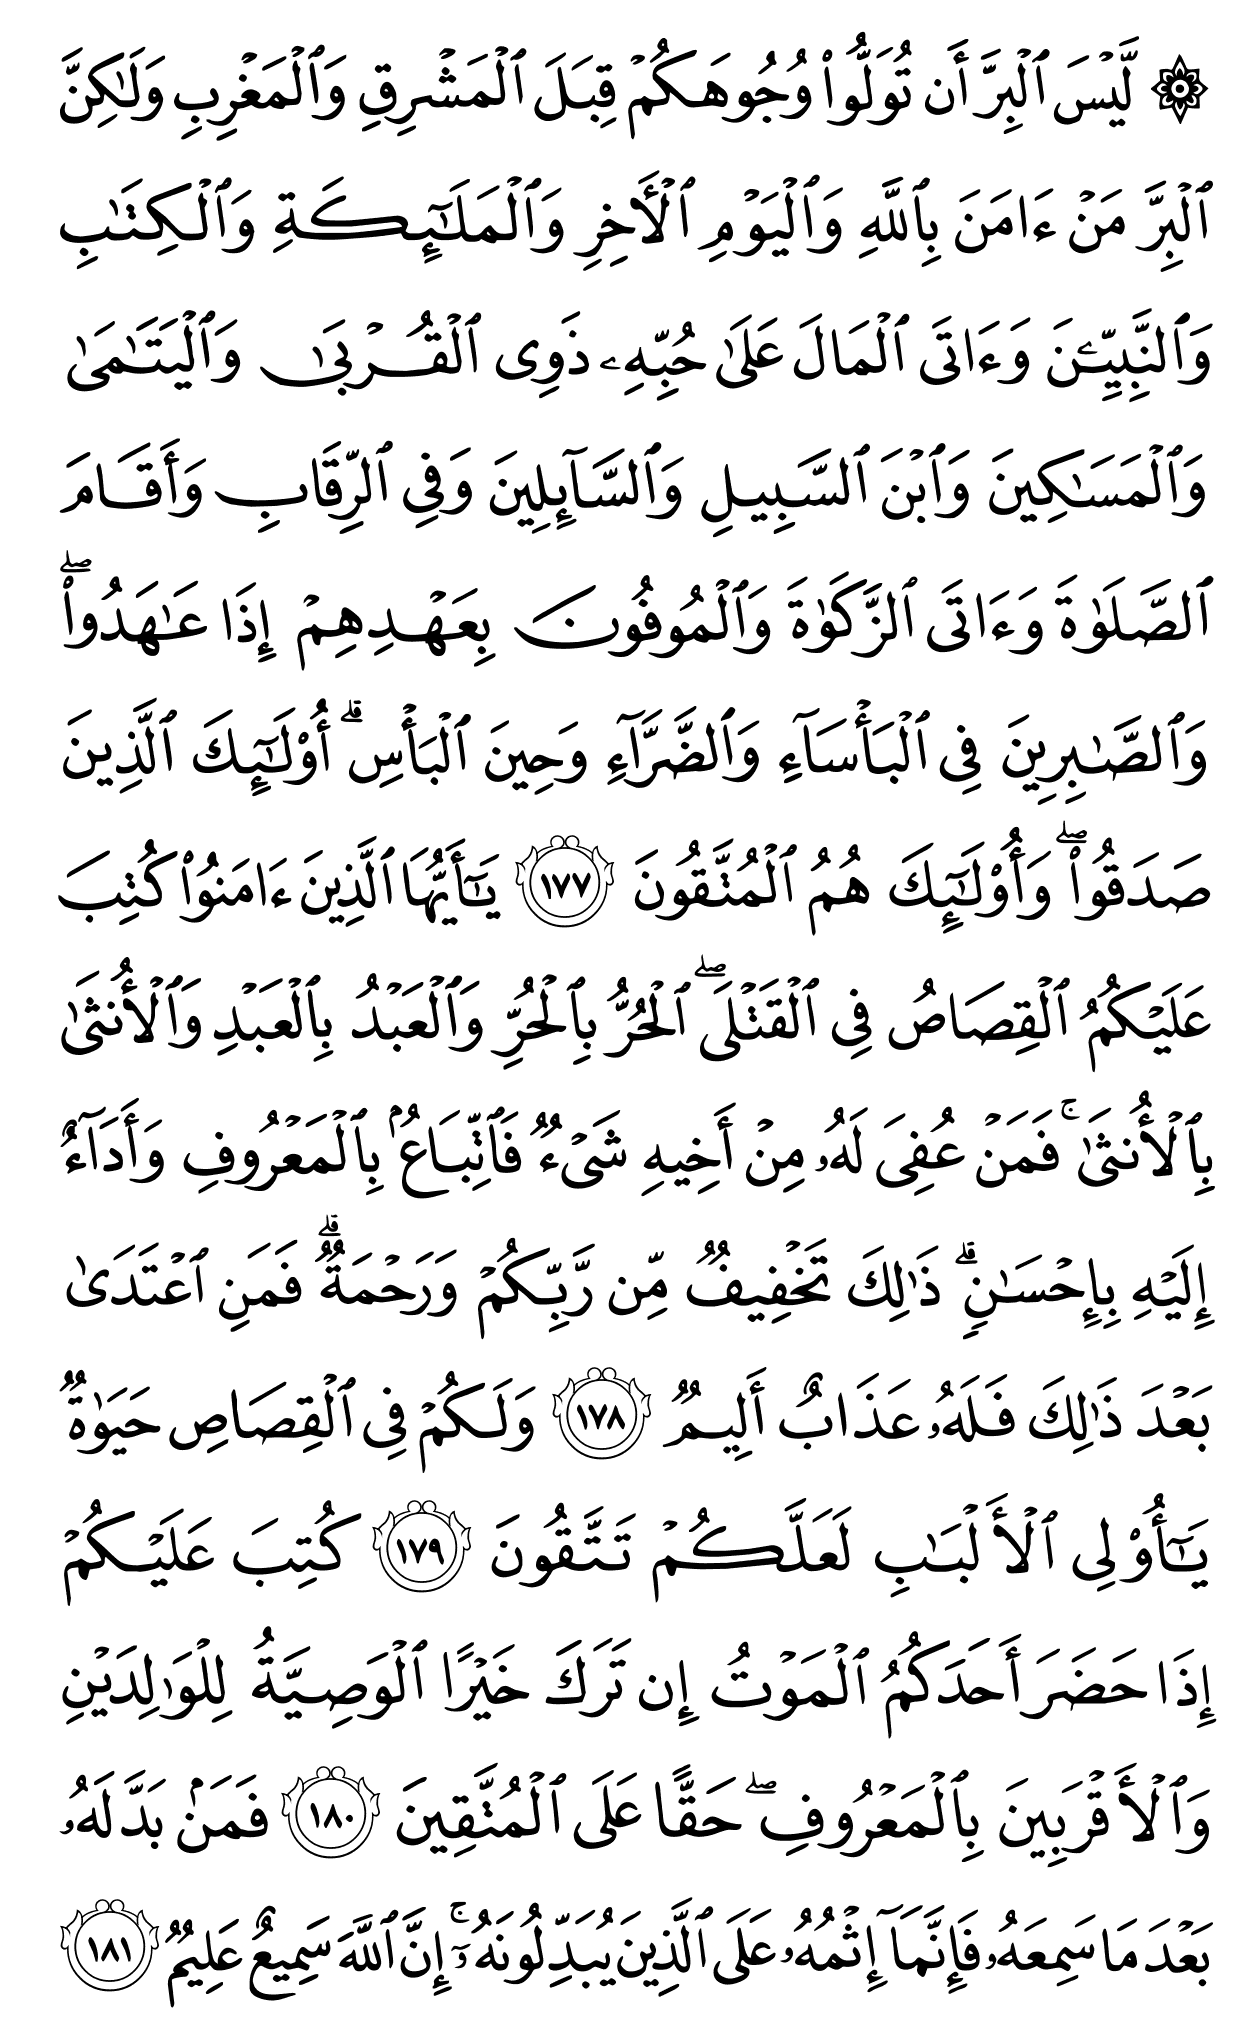 ۞ لَّيۡسَ ٱلۡبِرَّ أَن تُوَلُّواْ وُجُوهَكُمۡ قِبَلَ ٱلۡمَشۡرِقِ وَٱلۡمَغۡرِبِ وَلَٰكِنَّ
ٱلۡبِرَّ مَنۡ ءَامَنَ بِٱللَّهِ وَٱلۡيَوۡمِ ٱلۡأٓخِرِ وَٱلۡمَلَٰٓئِكَةِ وَٱلۡكِتَٰبِ
وَٱلنَّبِيِّـۧنَ وَءَاتَى ٱلۡمَالَ عَلَىٰ حُبِّهِۦ ذَوِي ٱلۡقُرۡبَىٰ وَٱلۡيَتَٰمَىٰ
وَٱلۡمَسَٰكِينَ وَٱبۡنَ ٱلسَّبِيلِ وَٱلسَّآئِلِينَ وَفِي ٱلرِّقَابِ وَأَقَامَ
ٱلصَّلَوٰةَ وَءَاتَى ٱلزَّكَوٰةَ وَٱلۡمُوفُونَ بِعَهۡدِهِمۡ إِذَا عَٰهَدُواْۖ
وَٱلصَّٰبِرِينَ فِي ٱلۡبَأۡسَآءِ وَٱلضَّرَّآءِ وَحِينَ ٱلۡبَأۡسِۗ أُوْلَٰٓئِكَ ٱلَّذِينَ
صَدَقُواْۖ وَأُوْلَٰٓئِكَ هُمُ ٱلۡمُتَّقُونَ ١٧٧ يَٰٓأَيُّهَا ٱلَّذِينَ ءَامَنُواْ كُتِبَ
عَلَيۡكُمُ ٱلۡقِصَاصُ فِي ٱلۡقَتۡلَىۖ ٱلۡحُرُّ بِٱلۡحُرِّ وَٱلۡعَبۡدُ بِٱلۡعَبۡدِ وَٱلۡأُنثَىٰ
بِٱلۡأُنثَىٰۚ فَمَنۡ عُفِيَ لَهُۥ مِنۡ أَخِيهِ شَيۡءٞ فَٱتِّبَاعُۢ بِٱلۡمَعۡرُوفِ وَأَدَآءٌ
إِلَيۡهِ بِإِحۡسَٰنٖۗ ذَٰلِكَ تَخۡفِيفٞ مِّن رَّبِّكُمۡ وَرَحۡمَةٞۗ فَمَنِ ٱعۡتَدَىٰ
بَعۡدَ ذَٰلِكَ فَلَهُۥ عَذَابٌ أَلِيمٞ ١٧٨ وَلَكُمۡ فِي ٱلۡقِصَاصِ حَيَوٰةٞ
يَٰٓأُوْلِي ٱلۡأَلۡبَٰبِ لَعَلَّكُمۡ تَتَّقُونَ ١٧٩ كُتِبَ عَلَيۡكُمۡ
إِذَا حَضَرَ أَحَدَكُمُ ٱلۡمَوۡتُ إِن تَرَكَ خَيۡرًا ٱلۡوَصِيَّةُ لِلۡوَٰلِدَيۡنِ
وَٱلۡأَقۡرَبِينَ بِٱلۡمَعۡرُوفِۖ حَقًّا عَلَى ٱلۡمُتَّقِينَ ١٨٠ فَمَنۢ بَدَّلَهُۥ
بَعۡدَ مَا سَمِعَهُۥ فَإِنَّمَآ إِثۡمُهُۥ عَلَى ٱلَّذِينَ يُبَدِّلُونَهُۥٓۚ إِنَّ ٱللَّهَ سَمِيعٌ عَلِيمٞ ١٨١